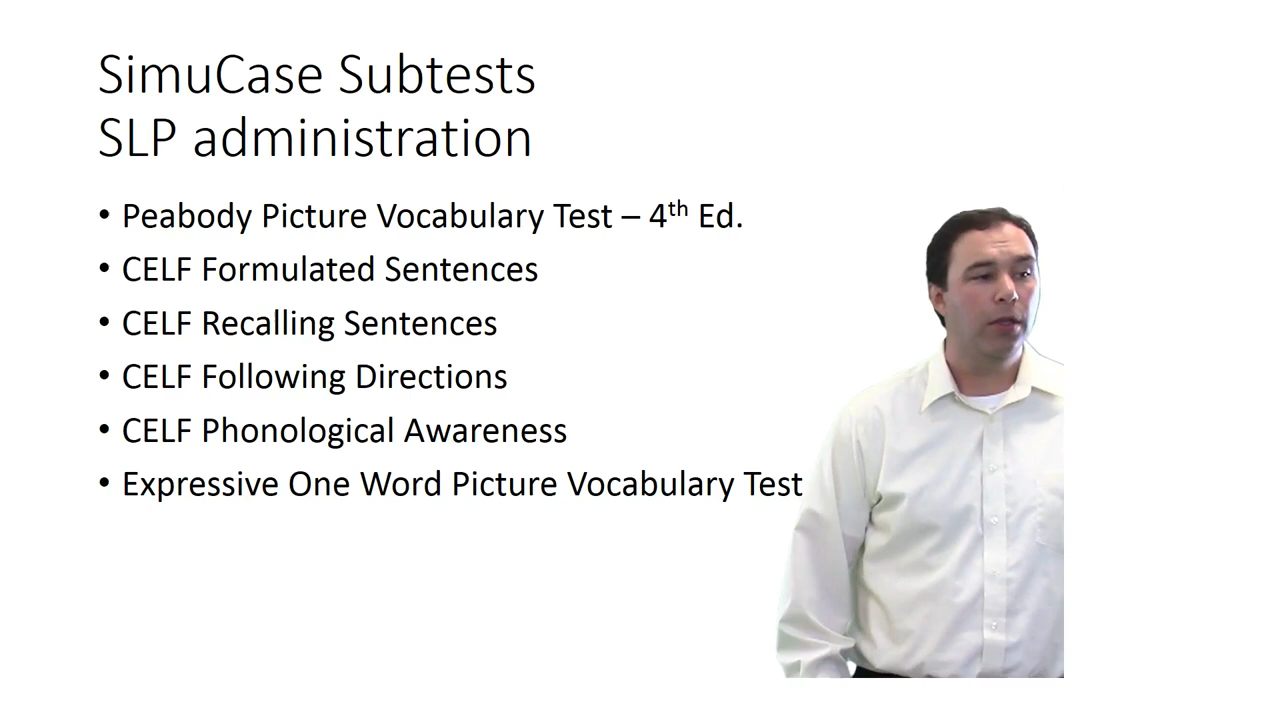 SimuCase Subtests
SLP administration
• Peabody Picture Vocabulary Test – 4th Ed.
• CELF Formulated Sentences
• CELF Recalling Sentences
• CELF Following Directions
• CELF Phonological Awareness
• Expressive One Word Picture Vocabulary Test